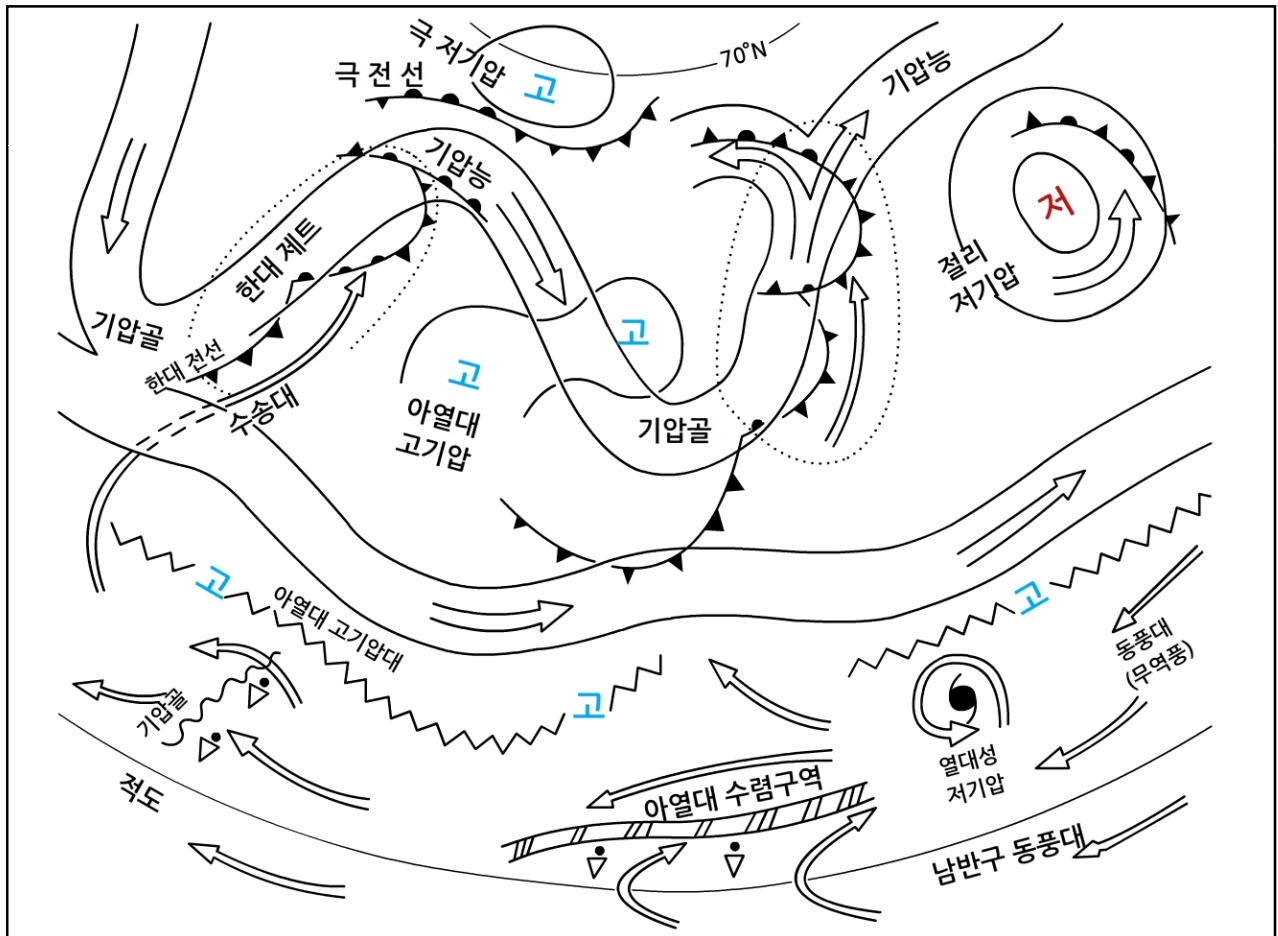 극 저기압
고
극 전 선
70°N
기압능
기압능
저
절리
저기압
한대 제트
기압골
한대 전선
수송대
고
아열대
고기압
고
기압골
고
아열대 고기압대
고
고
동풍대
(무역풍)
기압골
열대성
저기압
적도
아열대 수렴구역
남반구 동풍대